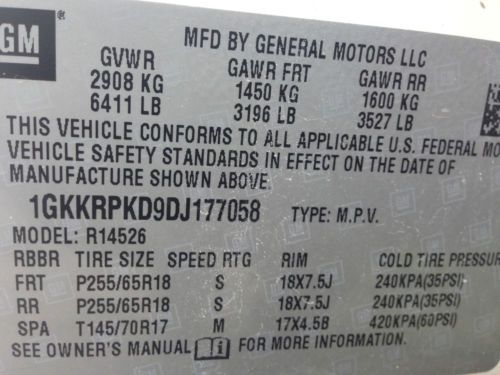 GM
MFD BY GENERAL MOTORS LLC
GVWR GAWR FRT GAWR RR
2908 KG 1450 KG 1600 KG
6411 LB 3196 LB 3527 LB
THIS VEHICLE CONFORMS TO ALL APPLICABLE U.S. FEDERAL
VEHICLE SAFETY STANDARDS IN EFFECT ON THE DATE OF
MANUFACTURE SHOWN ABOVE.
1GKKRPKD9DJ177058 TYPE: M.P.V.
MODEL: R14526
RBBR TIRE SIZE SPEED RTG RIM COLD TIRE PRESSUR
FRT P255/65R18 S 18X7.5J 240KPA(35PSI)
RR P255/65R18 S 18X7.5J 240KPA(35PSI)
SPA T145/70R17 M 17X4.5B 420KPA(60PSI)
SEE OWNER'S MANUAL FOR MORE INFORMATION.